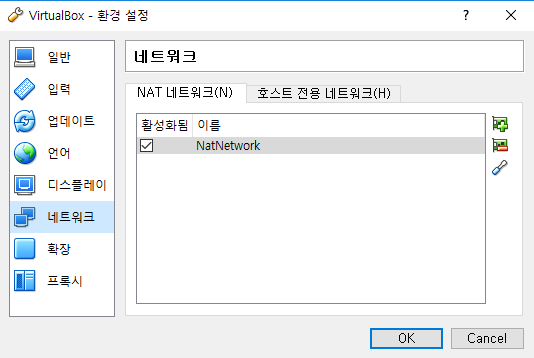 VirtualBox - 환경 설정
일반
입력
업데이트
언어
디스플레이
네트워크
확장
프록시
네트워크
NAT 네트워크(N)
호스트 전용 네트워크(H)
활성화됨 이름
NatNetwork
OK Cancel